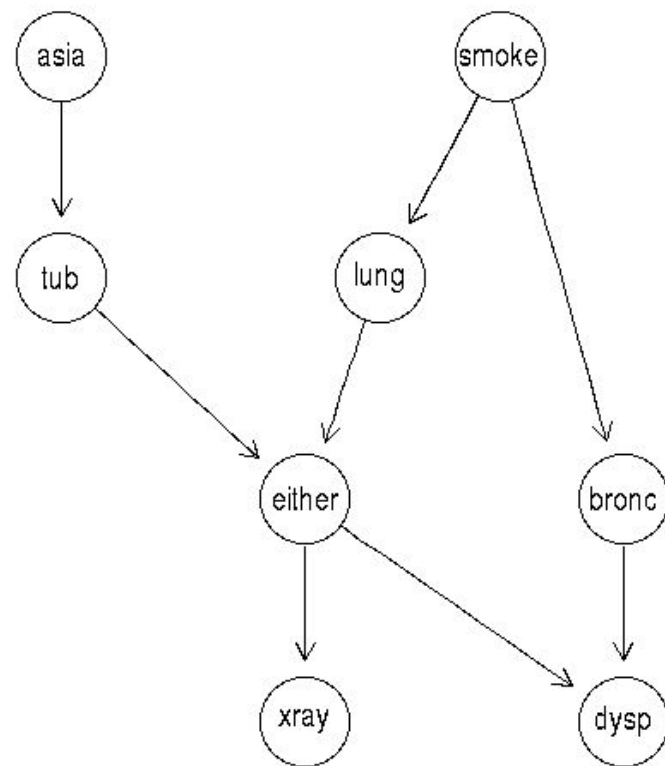 asia
smoke
tub
lung
either
bronc
xray
dysp